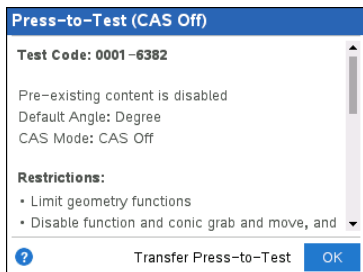 Press-to-Test (CAS Off)
Test Code: 0001-6382
Pre-existing content is disabled
Default Angle: Degree
CAS Mode: CAS Off
Restrictions:
• Limit geometry functions
• Disable function and conic grab and move, and
? Transfer Press-to-Test OK